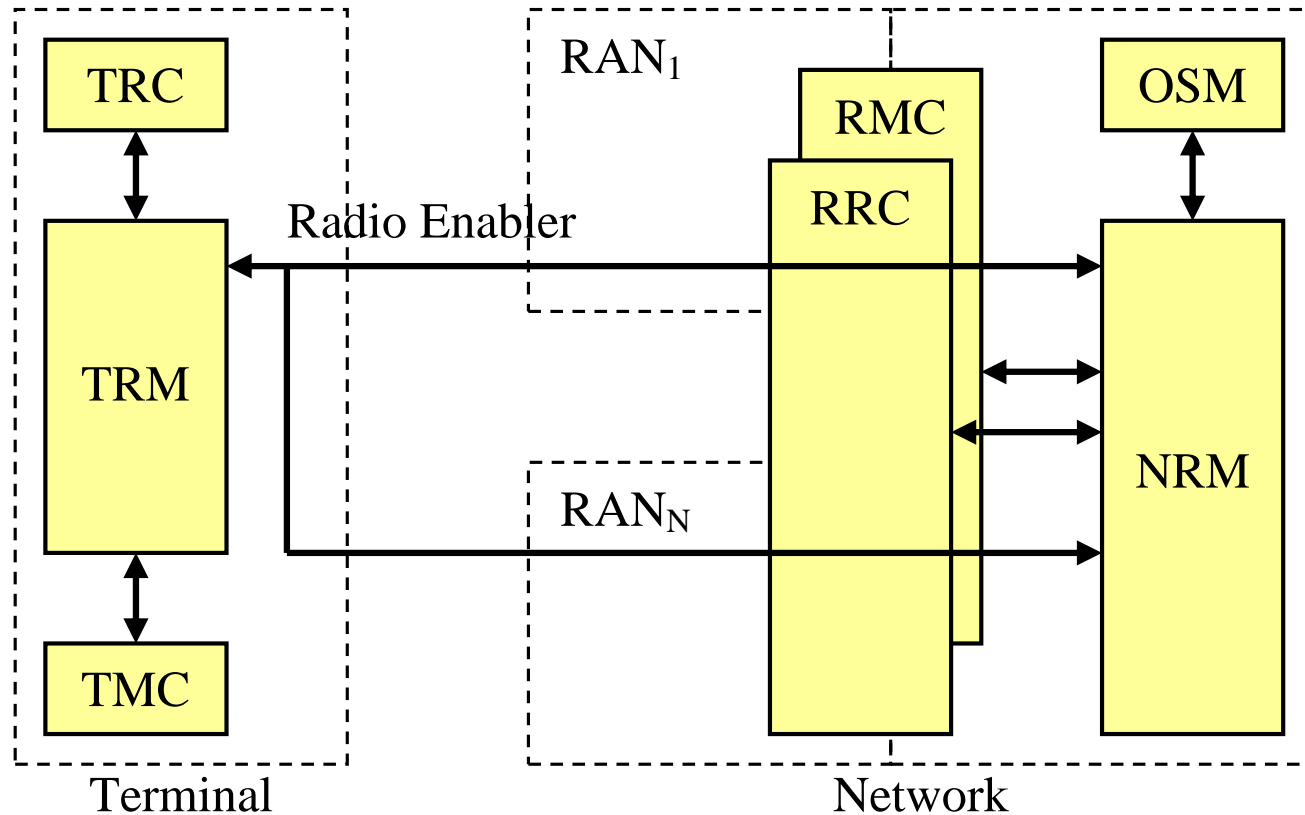 RAN₁
TRC
OSM
RMC
RRC
Radio Enabler
TRM
NRM
RANN
TMC
Terminal
Network